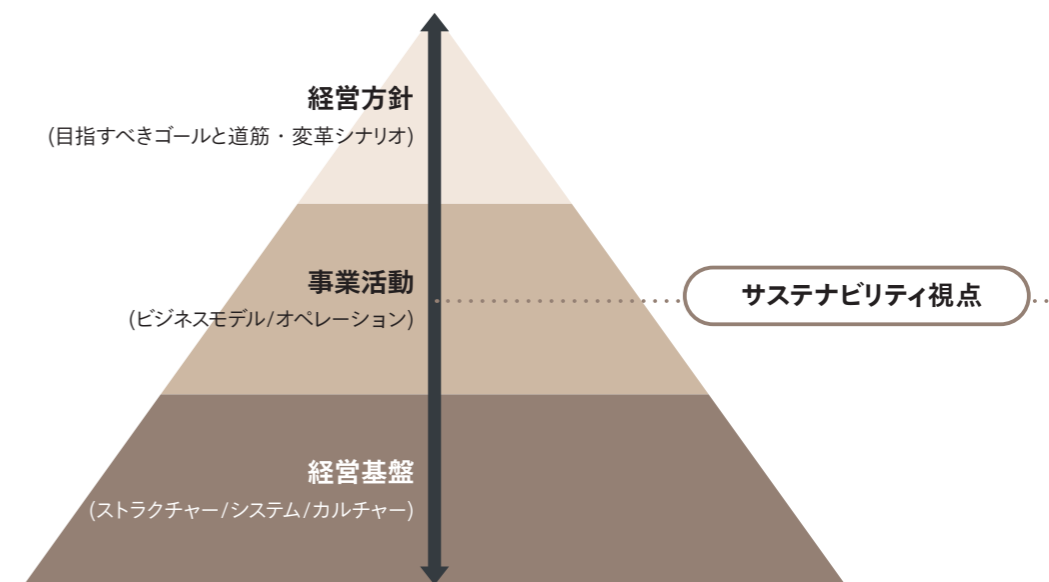 経営方針
(目指すべきゴールと道筋・変革シナリオ)
事業活動
(ビジネスモデル/オペレーション)
サステナビリティ視点
経営基盤
(ストラクチャー/システム/カルチャー)